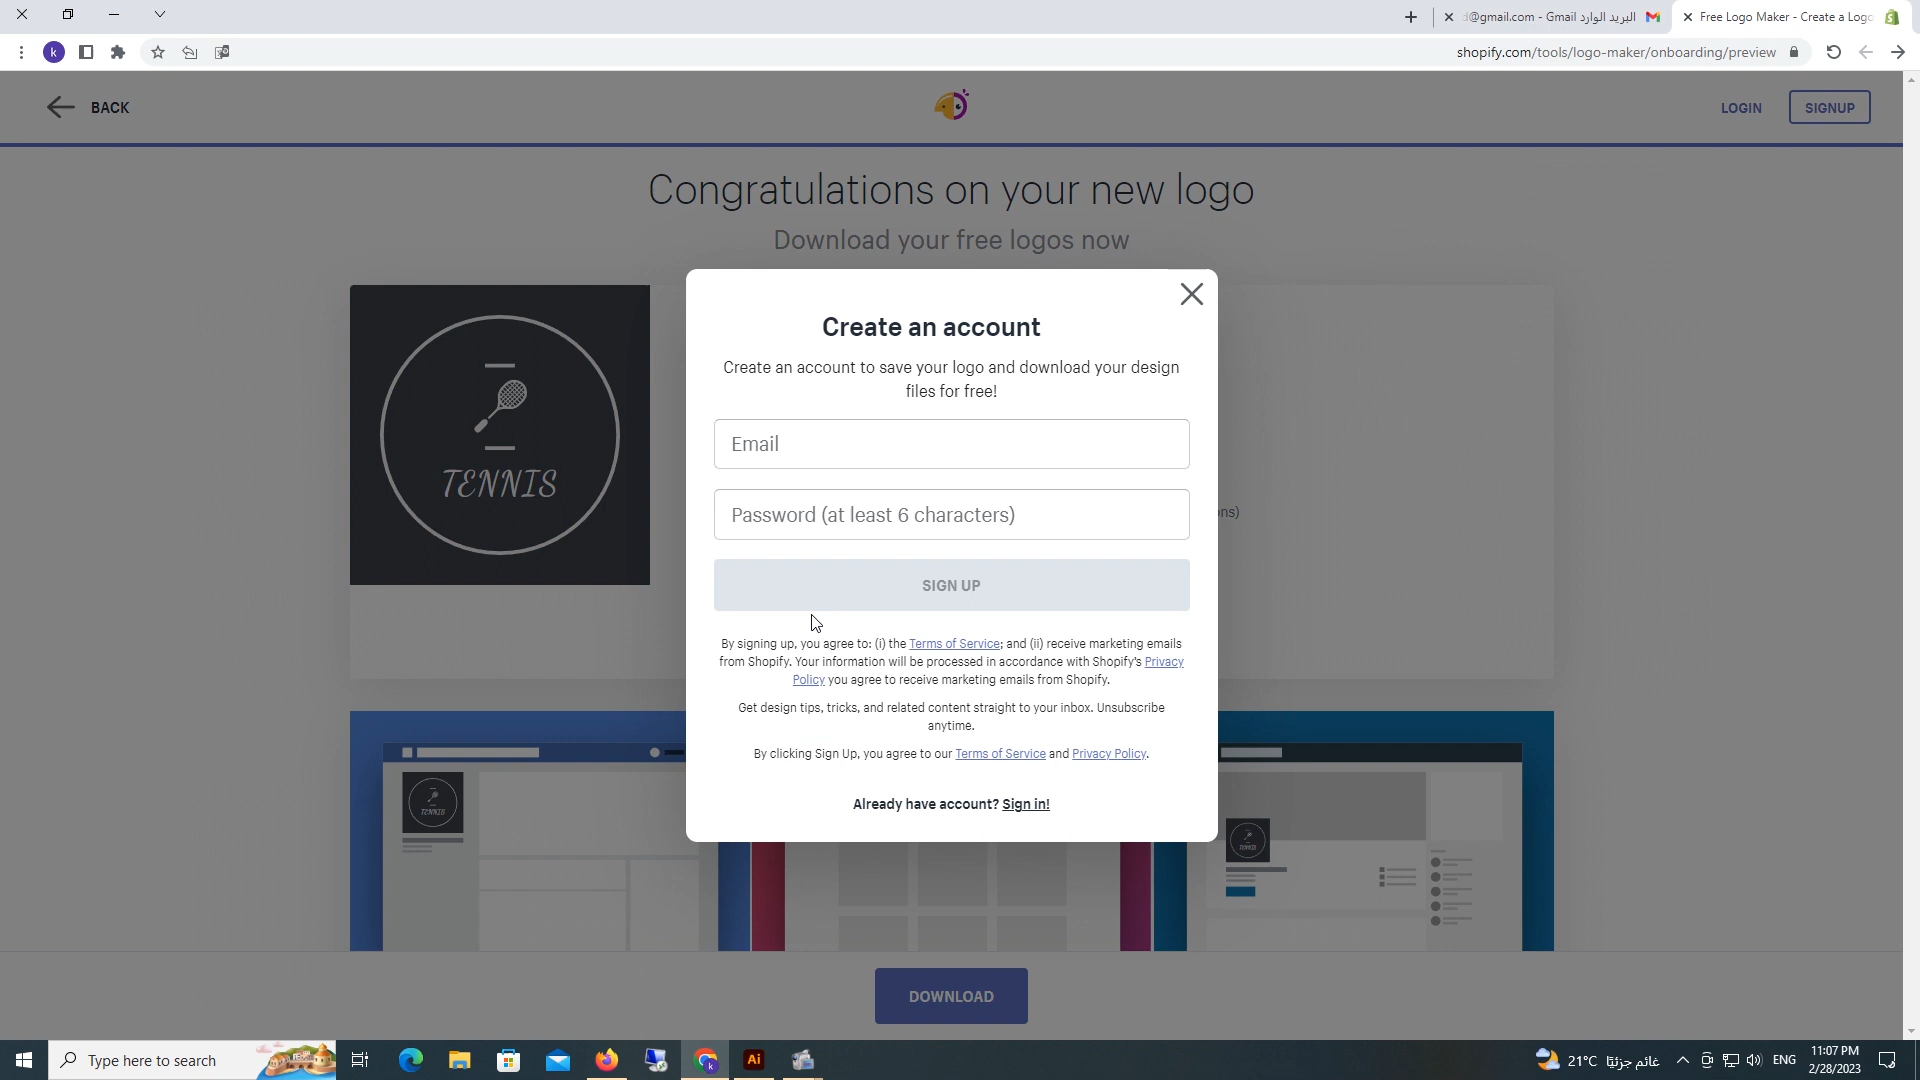 @gmail.com - Gmail البريد الوارد
Free Logo Maker - Create a Logo
k
shopify.com/tools/logo-maker/onboarding/preview
BACK
LOGIN
SIGNUP
Congratulations on your new logo
Download your free logos now
TENNIS
Create an account
Create an account to save your logo and download your design
files for free!
Email
Password (at least 6 characters)
SIGN UP
By signing up, you agree to: (i) the Terms of Service; and (ii) receive marketing emails
from Shopify. Your information will be processed in accordance with Shopify's Privacy
Policy you agree to receive marketing emails from Shopify.
Get design tips, tricks, and related content straight to your inbox. Unsubscribe
anytime.
By clicking Sign Up, you agree to our Terms of Service and Privacy Policy.
Already have account? Sign in!
TENNIS
TENNIS
DOWNLOAD
Type here to search
k
Ai
21°C غائم جزئيًا
ENG
11:07 PM
2/28/2023